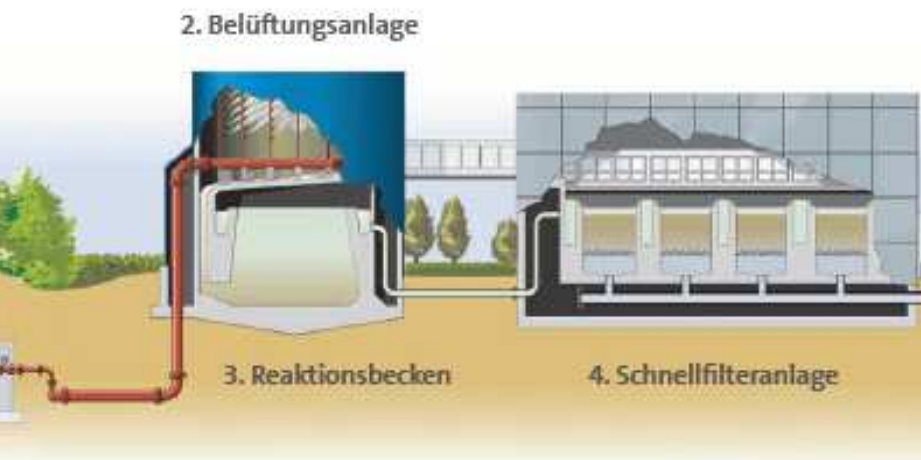 2. Belüftungsanlage
3. Reaktionsbecken
4. Schnellfilteranlage